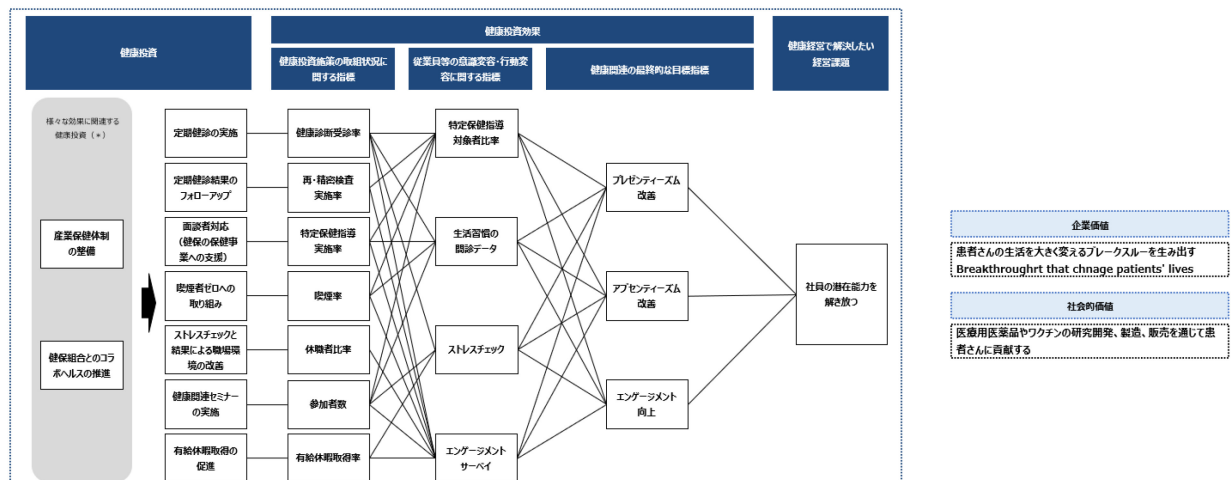 健康投資
健康投資効果
健康経営で解決したい
経営課題
健康投資施策の取組状況に
関する指標
従業員等の意識変容・行動変
容に関する指標
健康関連の最終的な目標指標
様々な効果に関連する
健康投資(*)
産業保健体制
の整備
健保組合とのコラ
ボヘルスの推進
定期健診の実施
定期健診結果の
フォローアップ
面談者対応
(健保の保健事
業への支援)
喫煙者ゼロへの
取り組み
ストレスチェックと
結果による職場環
境の改善
健康関連セミナー
の実施
有給休暇取得の
促進
健康診断受診率
再・精密検査
実施率
特定保健指導
実施率
喫煙率
休職者比率
参加者数
有給休暇取得率
特定保健指導
対象者比率
生活習慣の
問診データ
ストレスチェック
エンゲージメント
サーベイ
プレゼンティーズム
改善
アブセンティーズム
改善
エンゲージメント
向上
社員の潜在能力を
解き放つ
企業価値
患者さんの生活を大きく変えるブレークスルーを生み出す
Breakthroughrt that chnage patients' lives
社会的価値
医療用医薬品やワクチンの研究開発、製造、販売を通じて患
者さんに貢献する